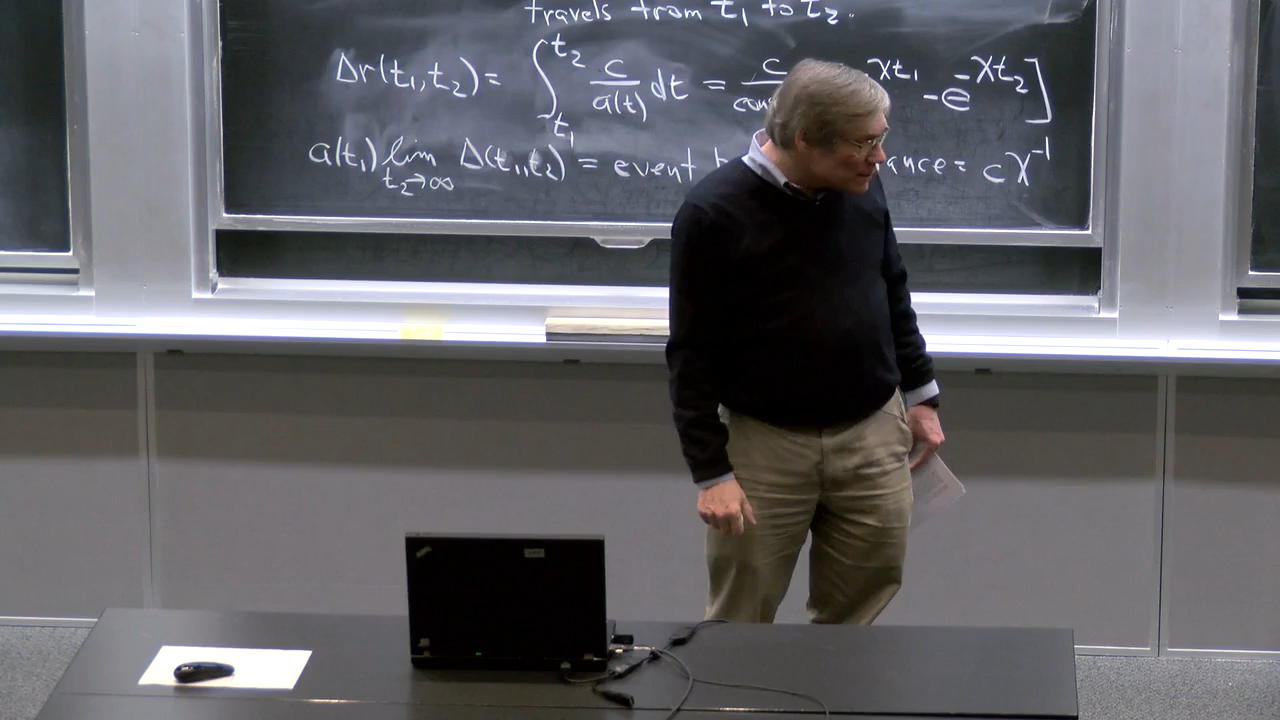 travels from t₁ to t₂.
Δr(t₁,t₂) = ∫_{t₁}^{t₂} c/a(t) dt = c/con χt₁ - e^{-χt₂}]
a(t₁) lim_{t₂→∞} Δ(t₁,t₂) = event h ance = cχ⁻¹